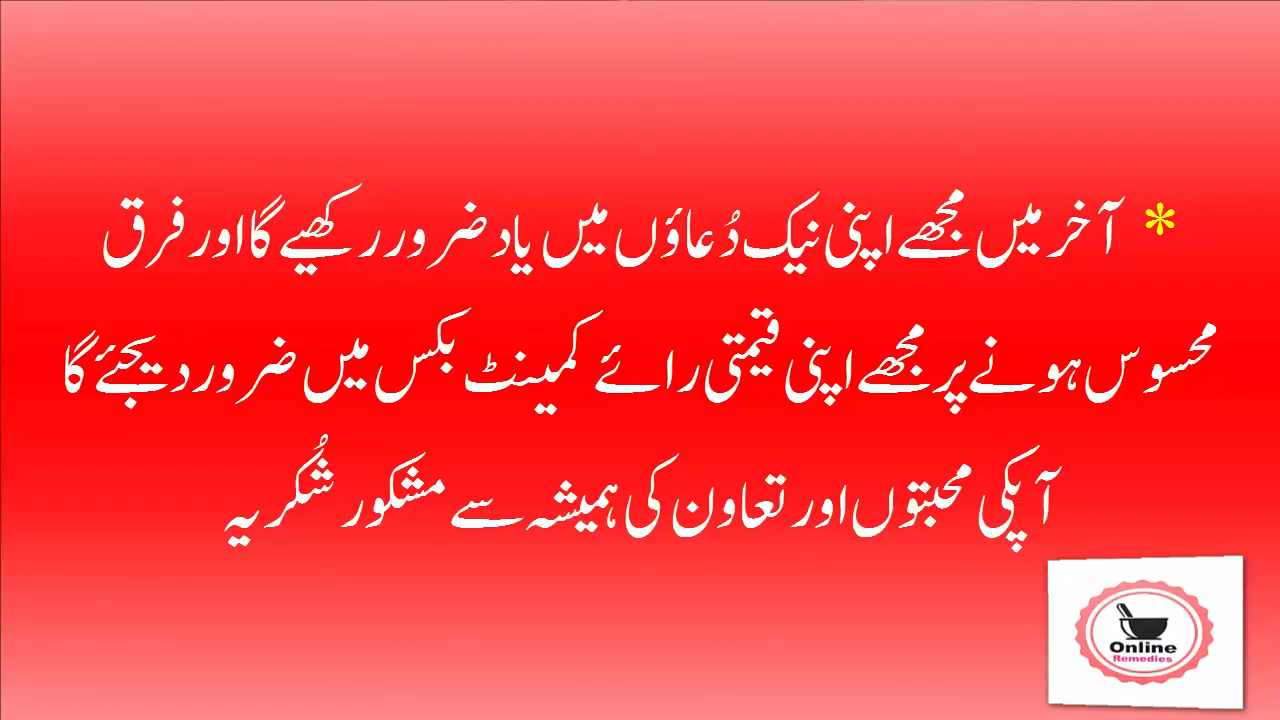 * آخر میں مجھے اپنی نیک دُعاؤں میں یاد ضرور رکھیے گا اور فرق
محسوس ہونے پر مجھے اپنی قیمتی رائے کمینٹ بکس میں ضرور دیجئے گا
آپکی محبتوں اور تعاون کی ہمیشہ سے مشکور شُکریہ
Online
Remedies